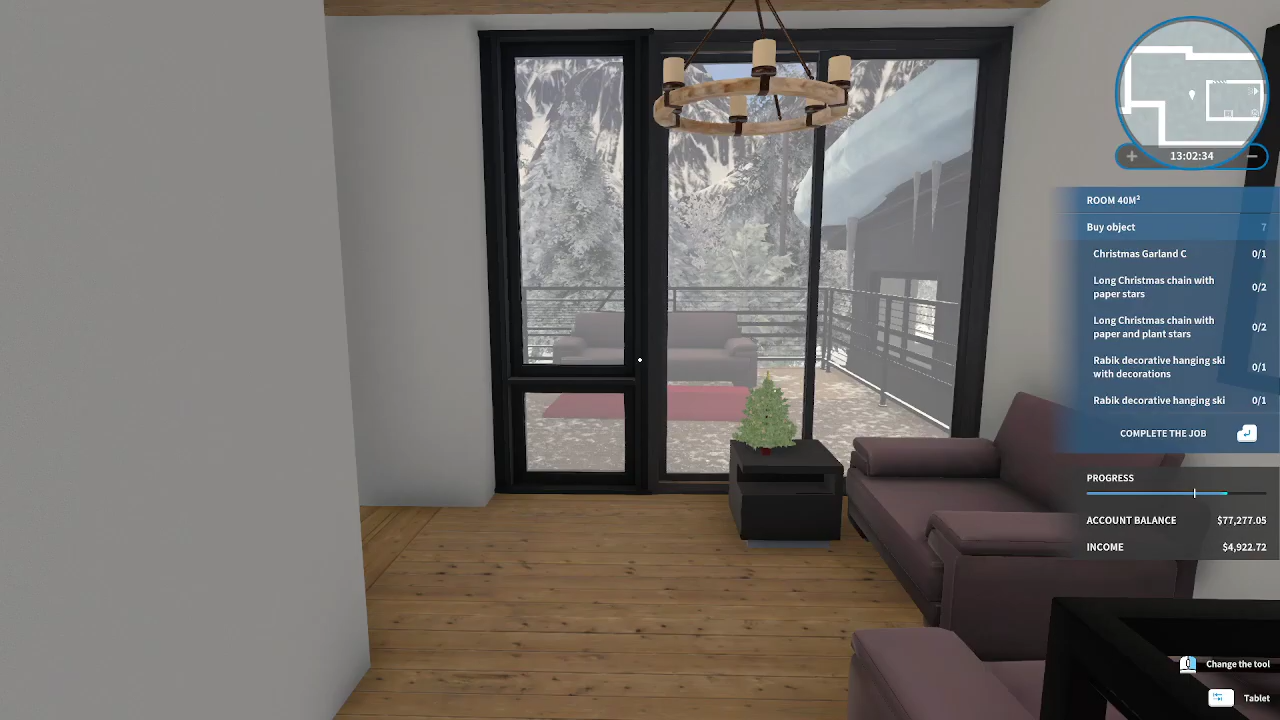 13:02:34
ROOM 40M²
Buy object 7
Christmas Garland C 0/1
Long Christmas chain with
paper stars 0/2
Long Christmas chain with
paper and plant stars 0/2
Rabik decorative hanging ski
with decorations 0/1
Rabik decorative hanging ski 0/1
COMPLETE THE JOB
PROGRESS
ACCOUNT BALANCE $77,277.05
INCOME $4,922.72
Change the tool
Tablet